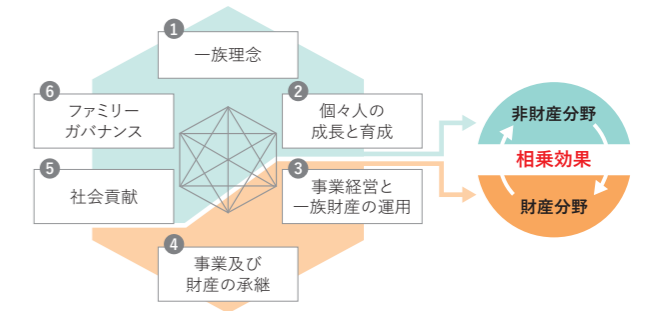 1
一族理念
2
個々人の
成長と育成
3
事業経営と
一族財産の運用
4
事業及び
財産の承継
5
社会貢献
6
ファミリー
ガバナンス
非財産分野
相乗効果
財産分野